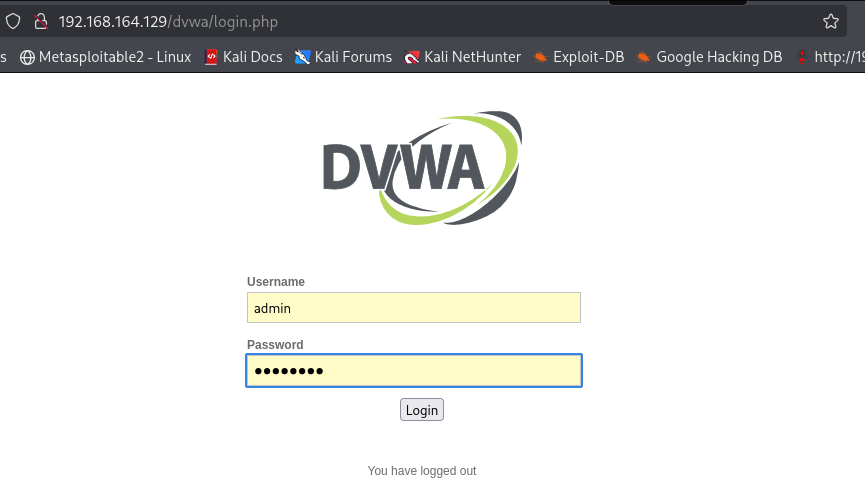 192.168.164.129/dvwa/login.php
s Metasploitable2 - Linux Kali Docs Kali Forums Kali NetHunter Exploit-DB Google Hacking DB http://19
DVWA
Username
admin
Password
••••••••
Login
You have logged out